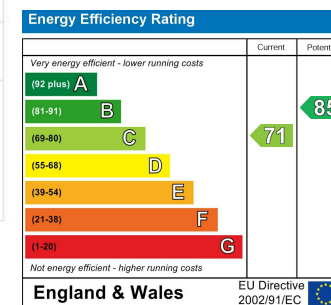 Energy Efficiency Rating
Current Potent
Very energy efficient - lower running costs
(92 plus) A
(81-91) B 85
(69-80) C 71
(55-68) D
(39-54) E
(21-38) F
(1-20) G
Not energy efficient - higher running costs
England & Wales
EU Directive
2002/91/EC